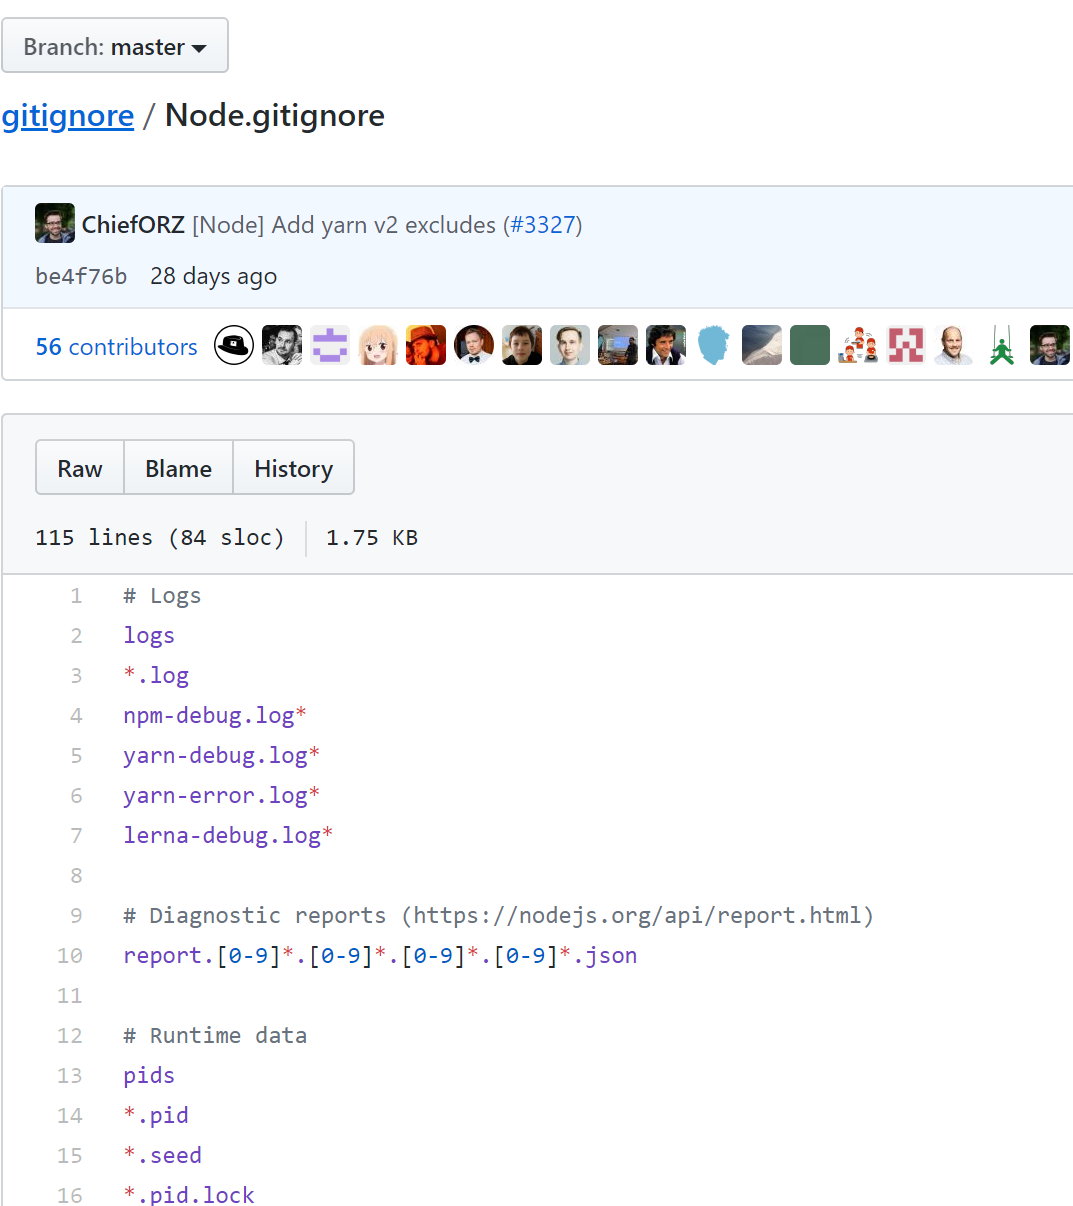 Branch: master
gitignore / Node.gitignore
ChiefORZ [Node] Add yarn v2 excludes (#3327)
be4f76b 28 days ago
56 contributors
Raw Blame History
115 lines (84 sloc) 1.75 KB
1 # Logs
2 logs
3 *.log
4 npm-debug.log*
5 yarn-debug.log*
6 yarn-error.log*
7 lerna-debug.log*
8
9 # Diagnostic reports (https://nodejs.org/api/report.html)
10 report.[0-9]*.[0-9]*.[0-9]*.[0-9]*.json
11
12 # Runtime data
13 pids
14 *.pid
15 *.seed
16 *.pid.lock